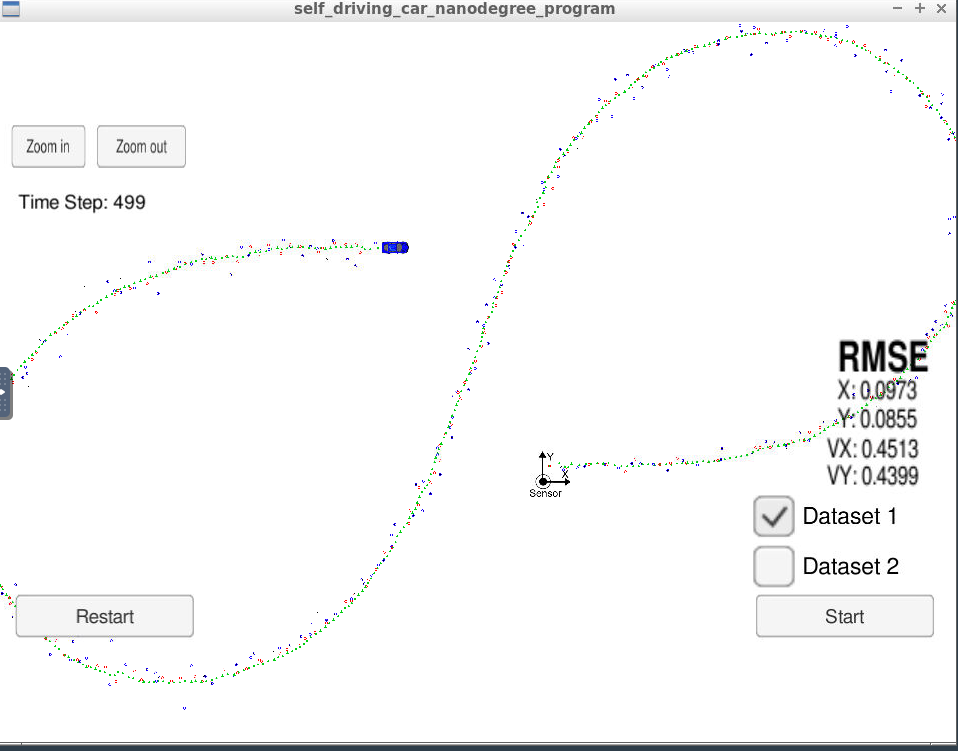 self_driving_car_nanodegree_program
Zoom in
Zoom out
Time Step: 499
RMSE
X: 0.0973
Y: 0.0855
VX: 0.4513
VY: 0.4399
Y
X
Sensor
Dataset 1
Dataset 2
Restart
Start